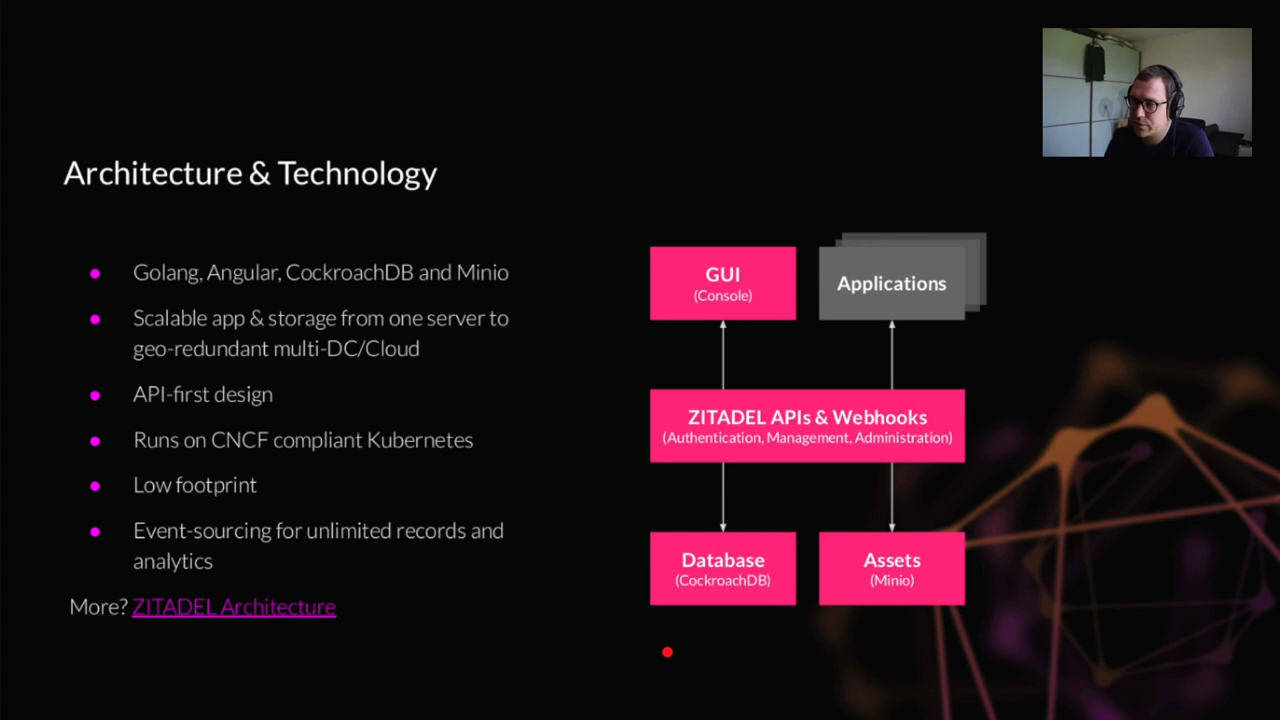 Architecture & Technology
Golang, Angular, CockroachDB and Minio
Scalable app & storage from one server to
geo-redundant multi-DC/Cloud
API-first design
Runs on CNCF compliant Kubernetes
Low footprint
Event-sourcing for unlimited records and
analytics
More? ZITADEL Architecture
GUI
(Console)
Applications
ZITADEL APIs & Webhooks
(Authentication, Management, Administration)
Database
(CockroachDB)
Assets
(Minio)